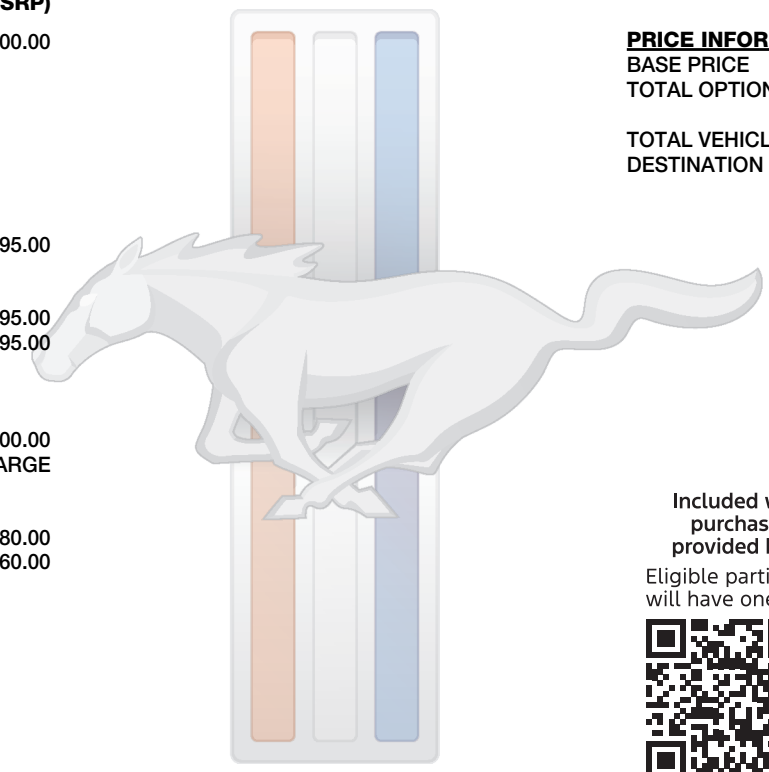 SRP)
00.00
95.00
95.00
95.00
00.00
ARGE
80.00
60.00
PRICE INFOR
BASE PRICE
TOTAL OPTION
TOTAL VEHICL
DESTINATION
Included w
purchas
provided b
Eligible parti
will have one